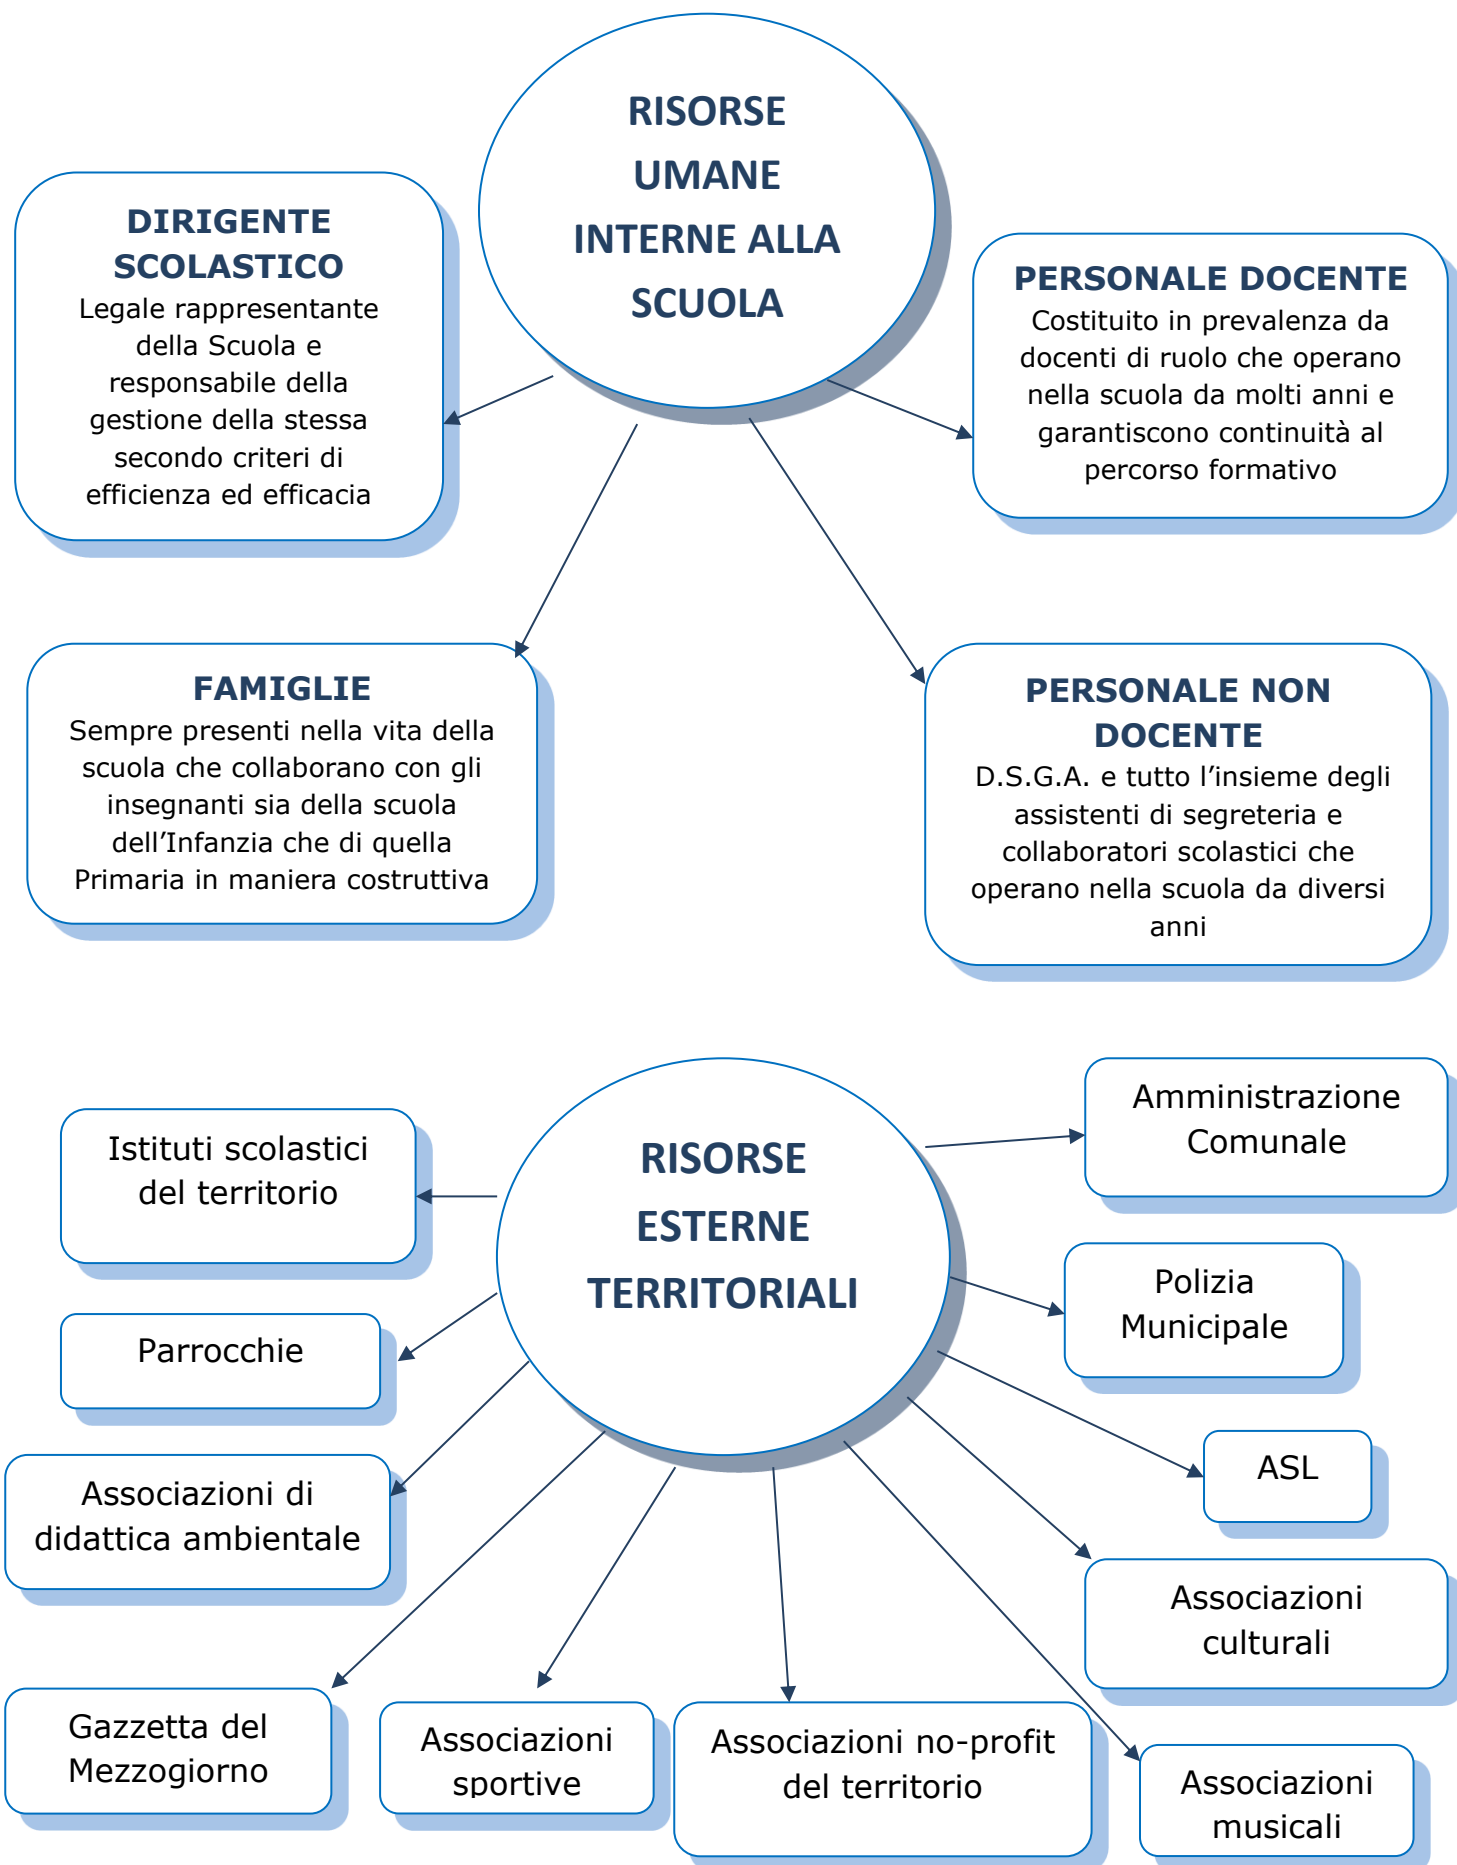 RISORSE
UMANE
INTERNE ALLA
SCUOLA
DIRIGENTE
SCOLASTICO
Legale rappresentante
della Scuola e
responsabile della
gestione della stessa
secondo criteri di
efficienza ed efficacia
PERSONALE DOCENTE
Costituito in prevalenza da
docenti di ruolo che operano
nella scuola da molti anni e
garantiscono continuità al
percorso formativo
FAMIGLIE
Sempre presenti nella vita della
scuola che collaborano con gli
insegnanti sia della scuola
dell’Infanzia che di quella
Primaria in maniera costruttiva
PERSONALE NON
DOCENTE
D.S.G.A. e tutto l’insieme degli
assistenti di segreteria e
collaboratori scolastici che
operano nella scuola da diversi
anni
RISORSE
ESTERNE
TERRITORIALI
Istituti scolastici
del territorio
Amministrazione
Comunale
Parrocchie
Polizia
Municipale
Associazioni di
didattica ambientale
ASL
Associazioni
culturali
Gazzetta del
Mezzogiorno
Associazioni
sportive
Associazioni no-profit
del territorio
Associazioni
musicali